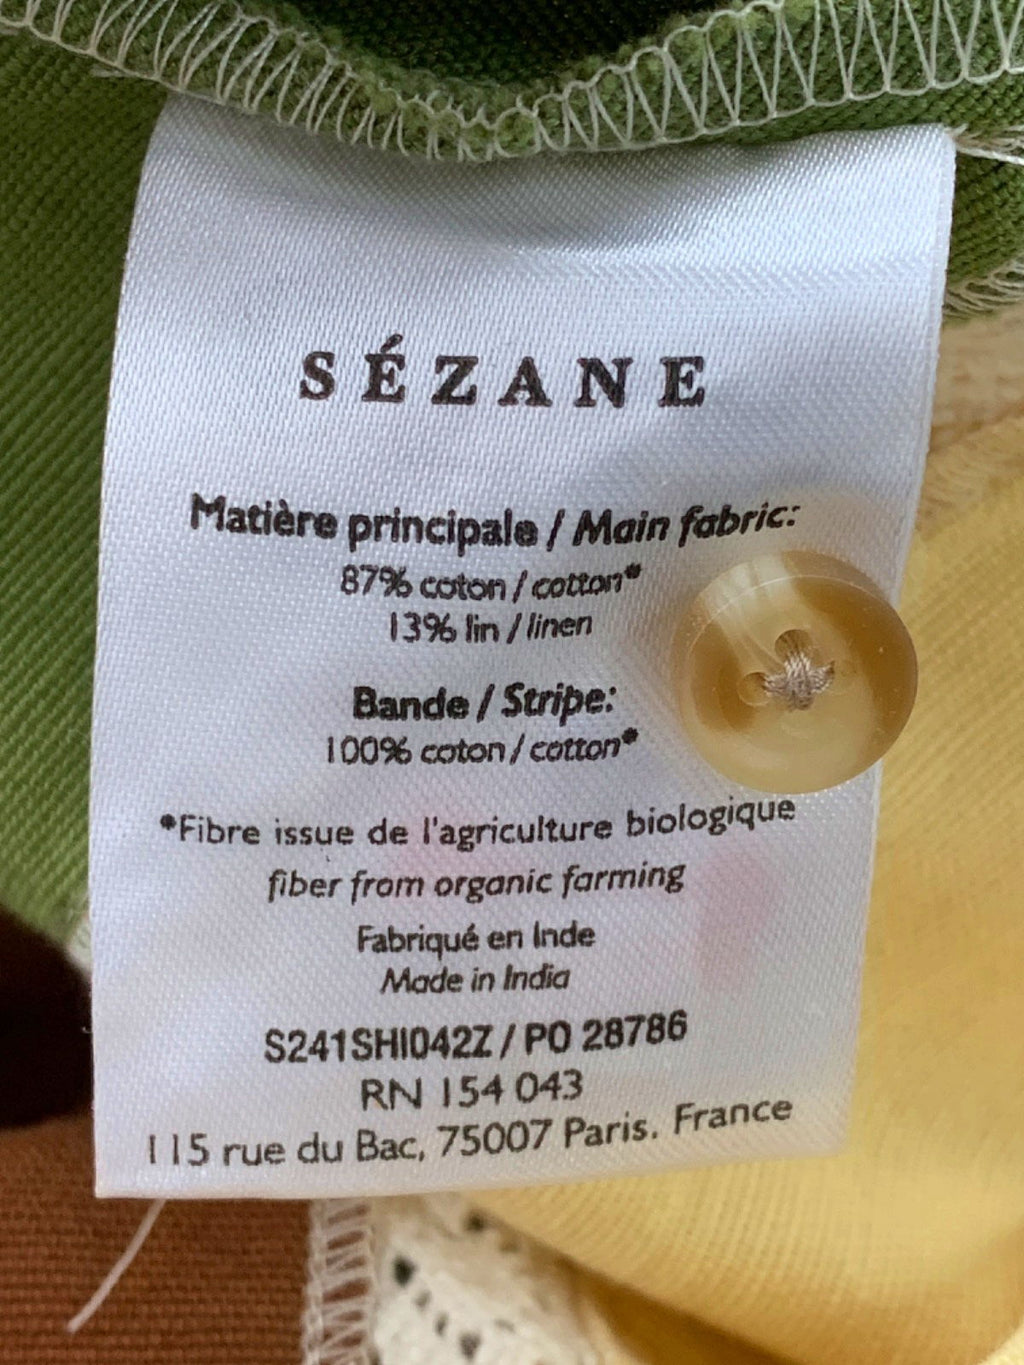 SÉZANE
Matière principale / Main fabric:
87% coton / cotton*
13% lin / linen
Bande / Stripe:
100% coton / cotton*
*Fibre issue de l'agriculture biologique
fiber from organic farming
Fabriqué en Inde
Made in India
S241SHI042Z / PO 28786
RN 154 043
115 rue du Bac, 75007 Paris. France